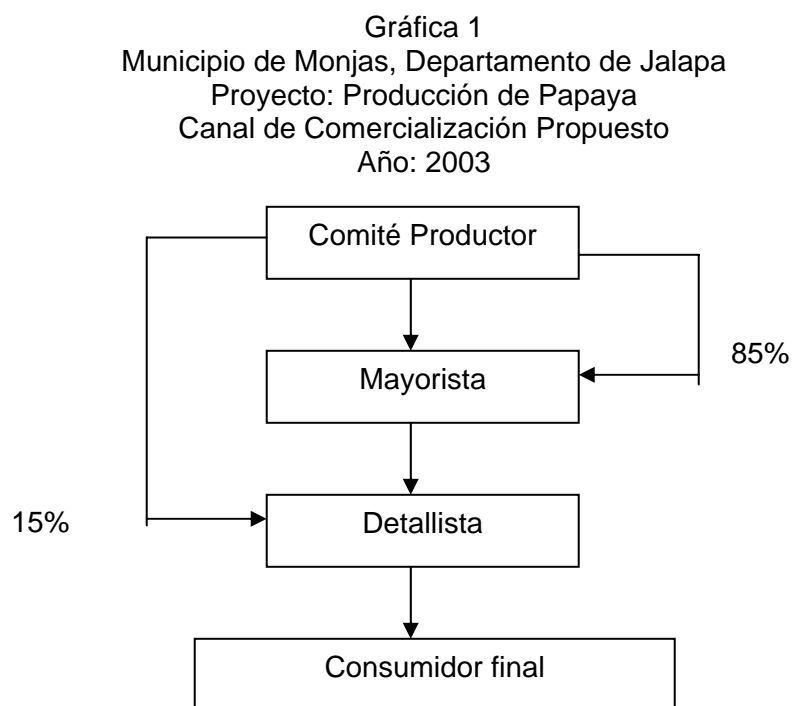 Gráfica 1
Municipio de Monjas, Departamento de Jalapa
Proyecto: Producción de Papaya
Canal de Comercialización Propuesto
Año: 2003
Comité Productor
Mayorista
85%
Detallista
15%
Consumidor final